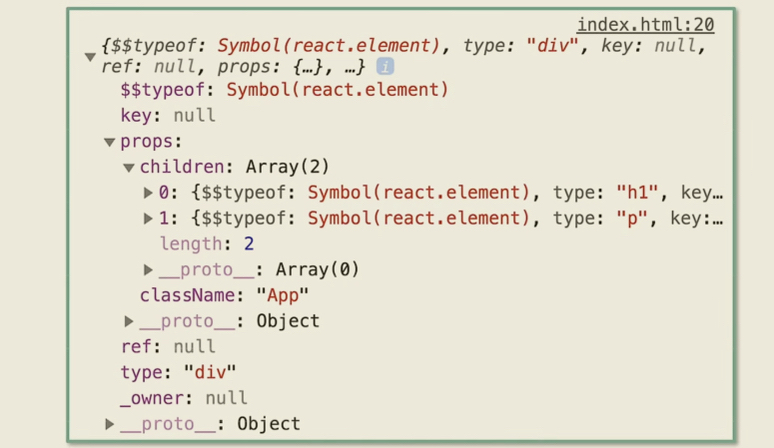 index.html:20
{$$typeof: Symbol(react.element), type: "div", key: null,
ref: null, props: {…}, …} i
$$typeof: Symbol(react.element)
key: null
props:
children: Array(2)
0: {$$typeof: Symbol(react.element), type: "h1", key…
1: {$$typeof: Symbol(react.element), type: "p", key:…
length: 2
__proto__: Array(0)
className: "App"
__proto__: Object
ref: null
type: "div"
_owner: null
__proto__: Object